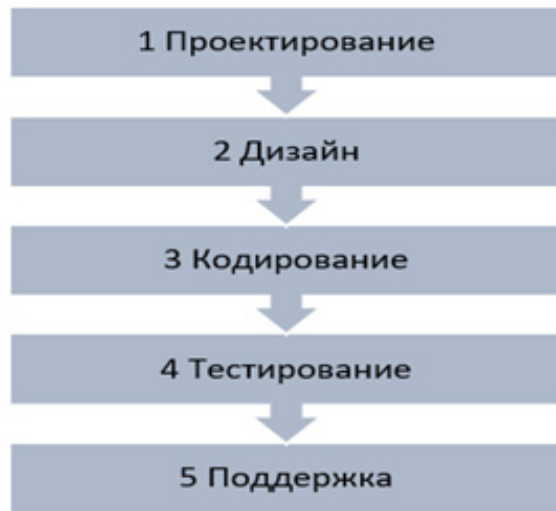 1 Проектирование
2 Дизайн
3 Кодирование
4 Тестирование
5 Поддержка